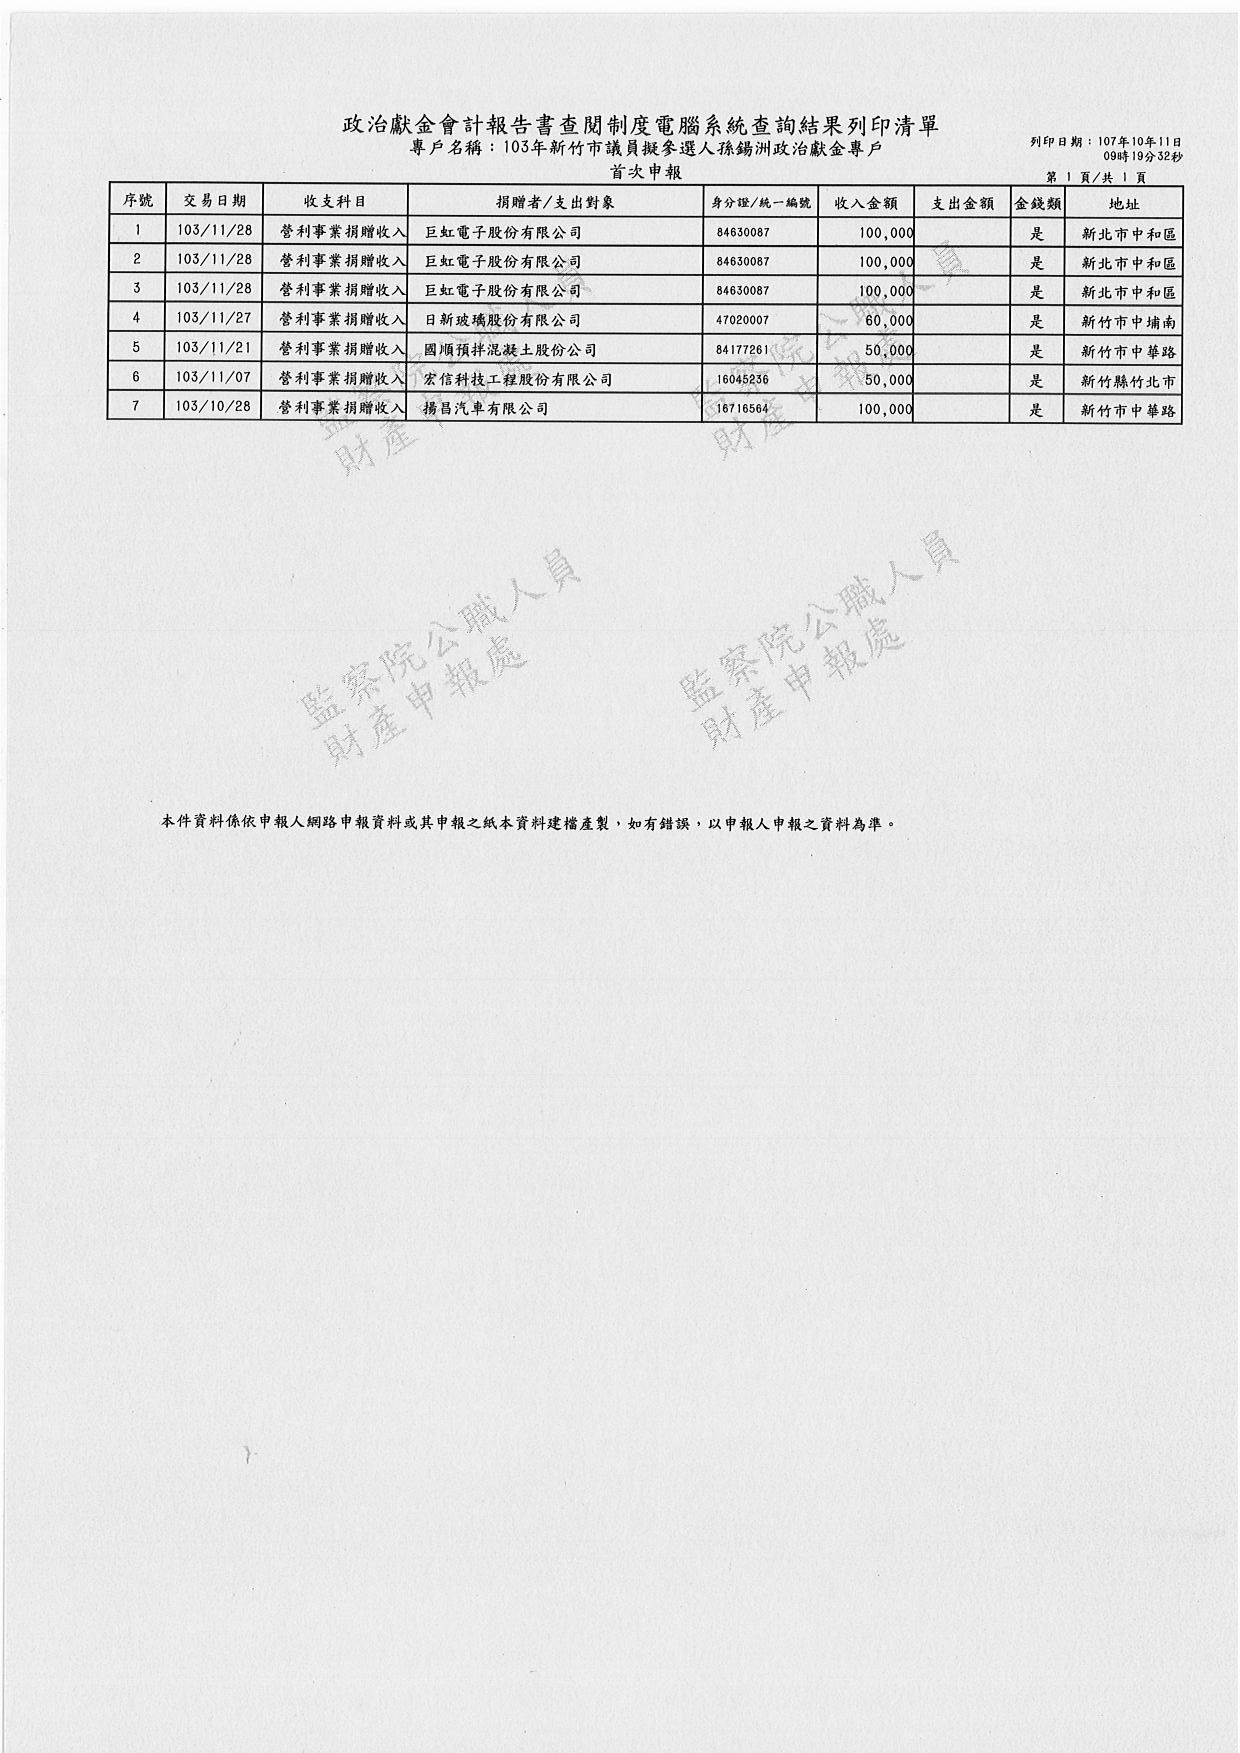 政治獻金會計報告書查閱制度電腦系統查詢結果列印清單
專戶名稱：103年新竹市議員擬參選人孫錫洲政治獻金專戶
列印日期：107年10年11日
09時19分32秒
首次申報
第 1 頁/共 1 頁
序號 交易日期 收支科目 捐贈者/支出對象 身分證/統一編號 收入金額 支出金額 金錢類 地址
1 103/11/28 營利事業捐贈收入 巨虹電子股份有限公司 84630087 100,000 是 新北市中和區
2 103/11/28 營利事業捐贈收入 巨虹電子股份有限公司 84630087 100,000 是 新北市中和區
3 103/11/28 營利事業捐贈收入 巨虹電子股份有限公司 84630087 100,000 是 新北市中和區
4 103/11/27 營利事業捐贈收入 日新玻璃股份有限公司 47020007 60,000 是 新竹市中埔南
5 103/11/21 營利事業捐贈收入 國順預拌混凝土股份公司 84177261 50,000 是 新竹市中華路
6 103/11/07 營利事業捐贈收入 宏信科技工程股份有限公司 16045236 50,000 是 新竹縣竹北市
7 103/10/28 營利事業捐贈收入 揚昌汽車有限公司 16716564 100,000 是 新竹市中華路
監察院公職人員
財產申報處
監察院公職人員
財產申報處
監察院公職人員
財產申報處
監察院公職人員
財產申報處
本件資料係依申報人網路申報資料或其申報之紙本資料建檔產製，如有錯誤，以申報人申報之資料為準。